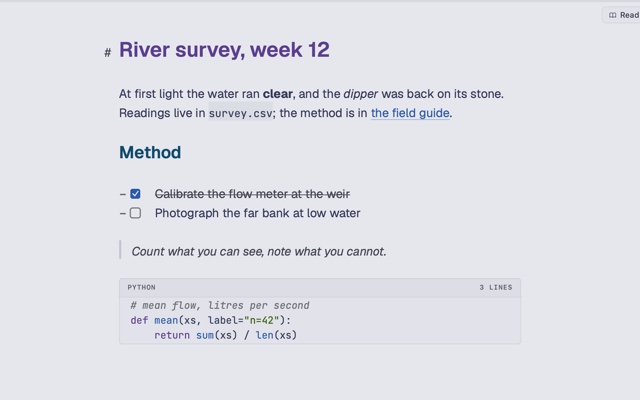 Read
# River survey, week 12
At first light the water ran clear, and the dipper was back on its stone.
Readings live in survey.csv; the method is in the field guide.
Method
– Calibrate the flow meter at the weir
– Photograph the far bank at low water
Count what you can see, note what you cannot.
PYTHON 3 LINES
# mean flow, litres per second
def mean(xs, label="n=42"):
    return sum(xs) / len(xs)